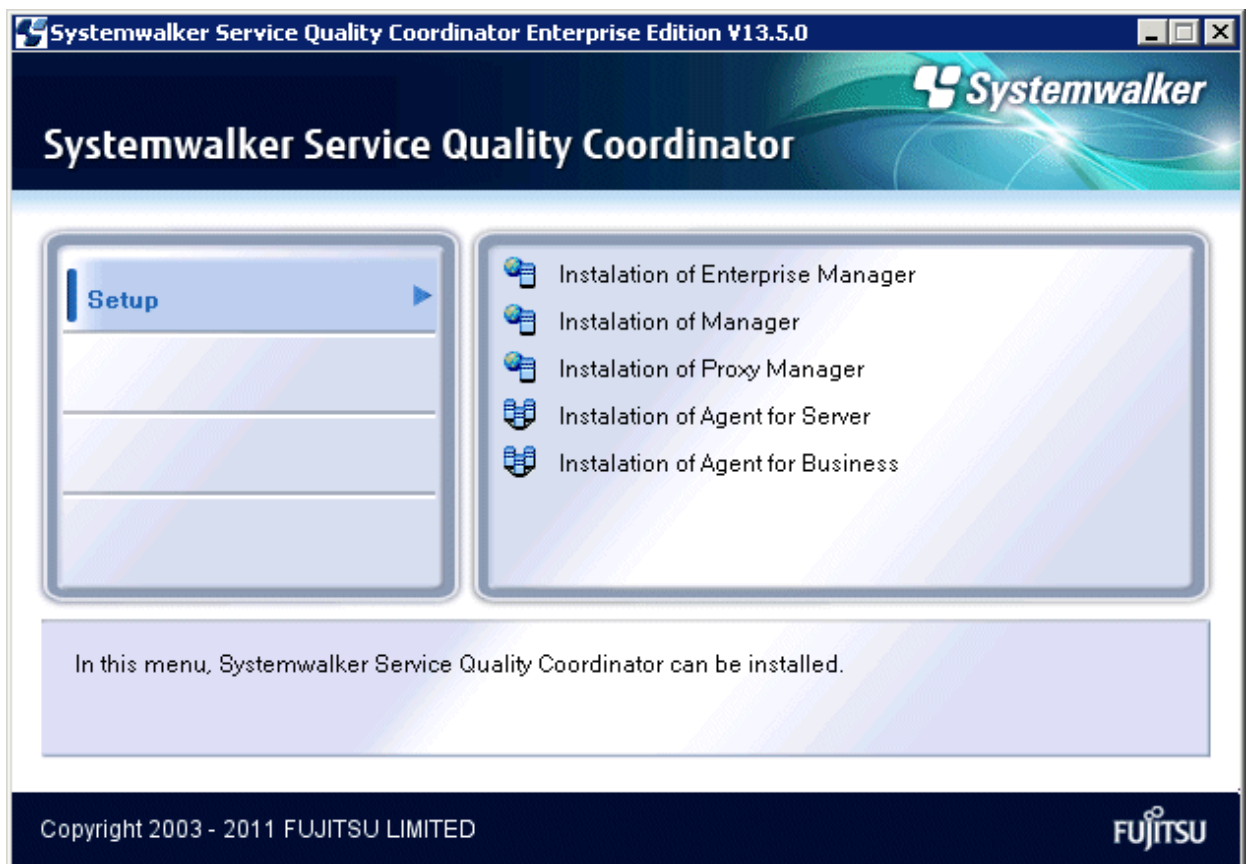 Systemwalker Service Quality Coordinator Enterprise Edition V13.5.0
Systemwalker
Systemwalker Service Quality Coordinator
Setup
Instalation of Enterprise Manager
Instalation of Manager
Instalation of Proxy Manager
Instalation of Agent for Server
Instalation of Agent for Business
In this menu, Systemwalker Service Quality Coordinator can be installed.
Copyright 2003 - 2011 FUJITSU LIMITED
FUJITSU